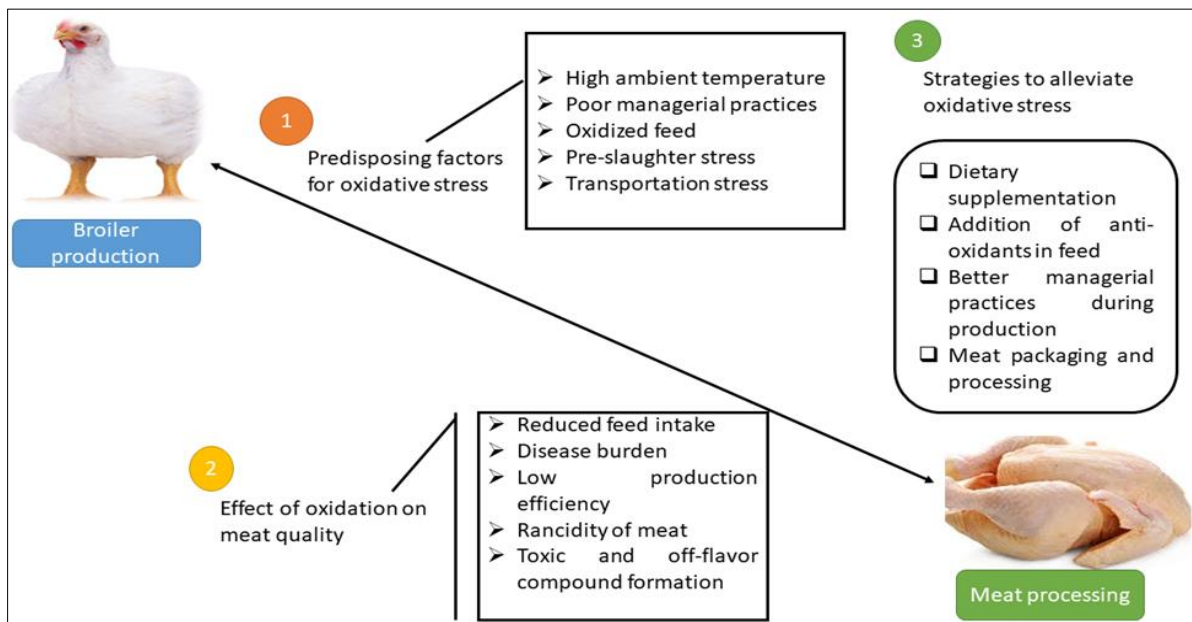 1
Predisposing factors
for oxidative stress
➢ High ambient temperature
➢ Poor managerial practices
➢ Oxidized feed
➢ Pre-slaughter stress
➢ Transportation stress
3
Strategies to alleviate
oxidative stress
❑ Dietary
supplementation
❑ Addition of anti-
oxidants in feed
❑ Better managerial
practices during
production
❑ Meat packaging and
processing
Broiler
production
2
Effect of oxidation on
meat quality
➢ Reduced feed intake
➢ Disease burden
➢ Low production
efficiency
➢ Rancidity of meat
➢ Toxic and off-flavor
compound formation
Meat processing